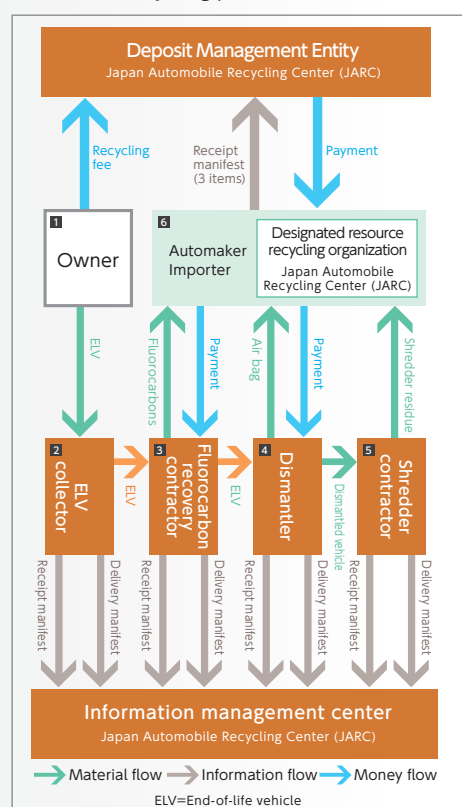 Deposit Management Entity
Japan Automobile Recycling Center (JARC)
Recycling
fee
Receipt
manifest
(3 items)
Payment
1
Owner
6
Automaker
Importer
Designated resource
recycling organization
Japan Automobile
Recycling Center (JARC)
ELV
Fluorocarbons
Payment
Air bag
Payment
Shredder residue
2
ELV
collector
ELV
3
Fluorocarbon
recovery
contractor
ELV
4
Dismantler
Dismantled
vehicle
5
Shredder
contractor
Receipt manifest
Delivery manifest
Receipt manifest
Delivery manifest
Receipt manifest
Delivery manifest
Receipt manifest
Delivery manifest
Information management center
Japan Automobile Recycling Center (JARC)
Material flow
Information flow
Money flow
ELV=End-of-life vehicle